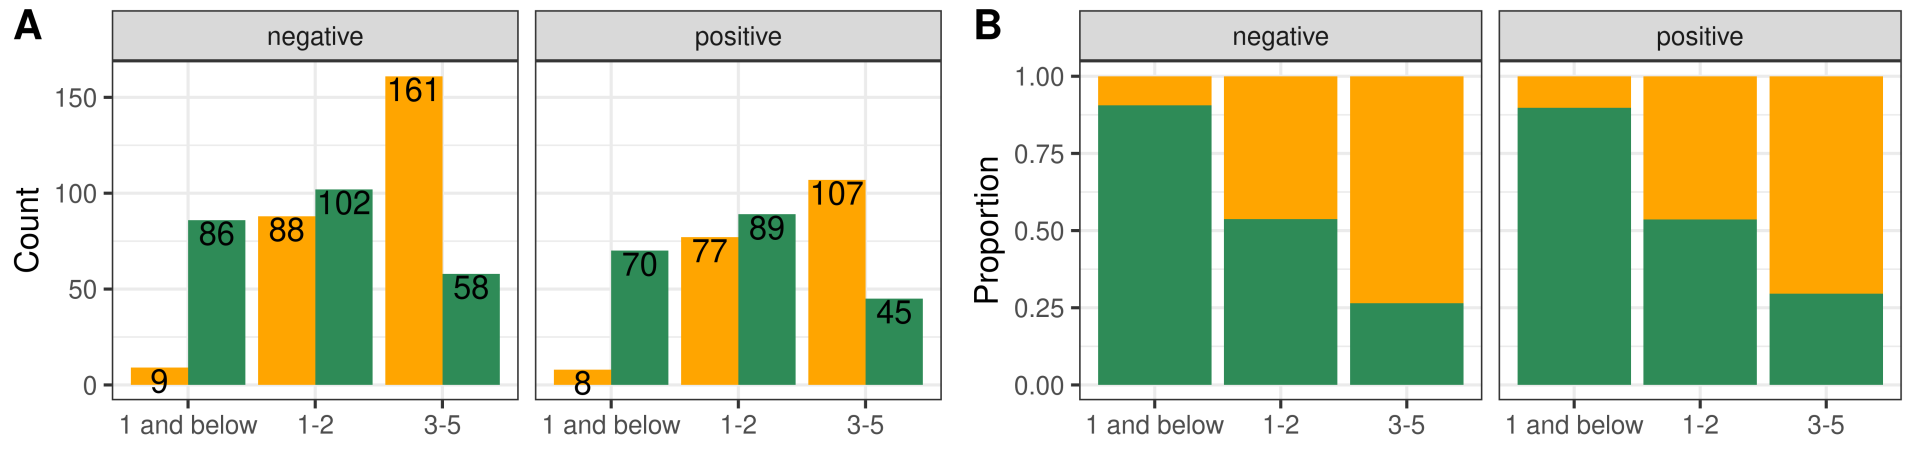 A
negative
positive
Count
150
100
50
0
9
86
88
102
161
58
8
70
77
89
107
45
1 and below
1-2
3-5
1 and below
1-2
3-5
B
negative
positive
Proportion
1.00
0.75
0.50
0.25
0.00
1 and below
1-2
3-5
1 and below
1-2
3-5